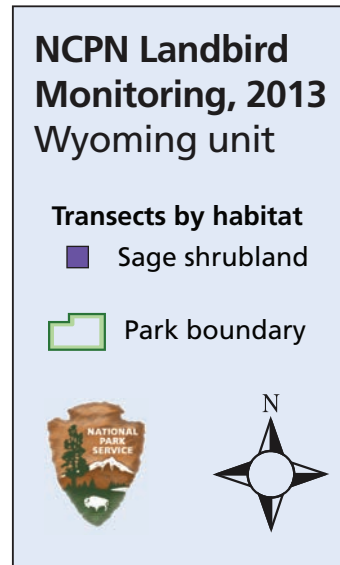 NCPN Landbird
Monitoring, 2013
Wyoming unit
Transects by habitat
Sage shrubland
Park boundary
NATIONAL
PARK
SERVICE
N